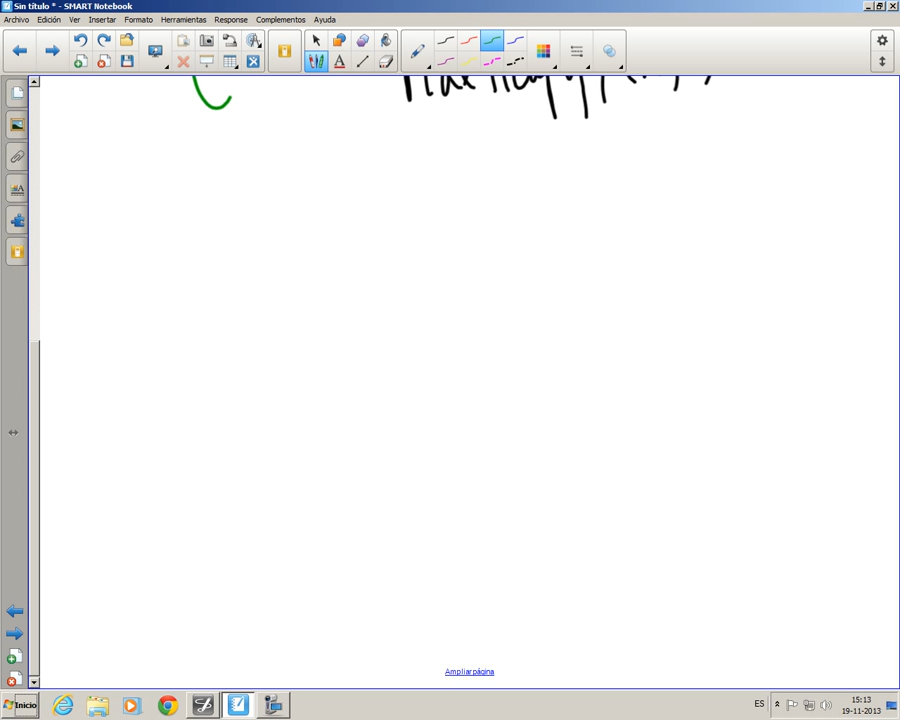 Sin título * - SMART Notebook
Archivo Edición Ver Insertar Formato Herramientas Response Complementos Ayuda
Ampliar página
Inicio
ES
15:13
19-11-2013